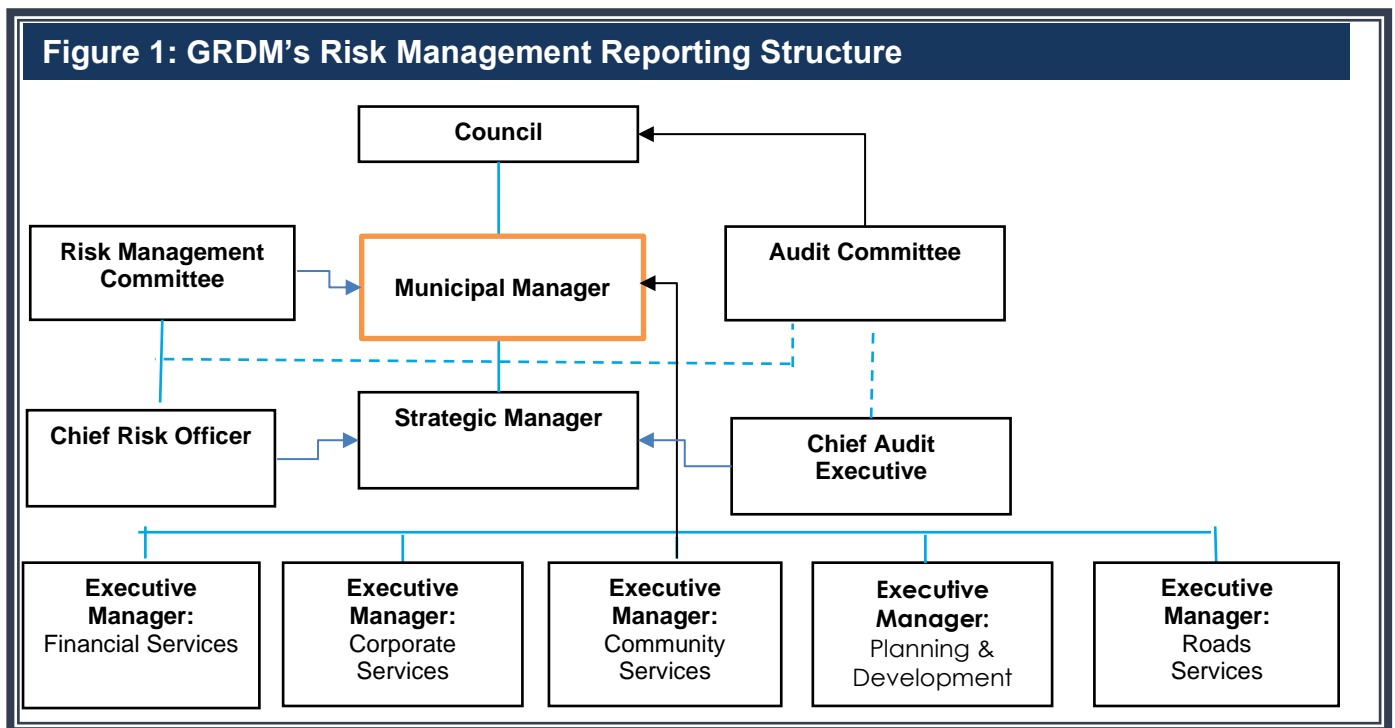 Figure 1: GRDM’s Risk Management Reporting Structure
Council
Risk Management
Committee
Municipal Manager
Audit Committee
Chief Risk Officer
Strategic Manager
Chief Audit
Executive
Executive
Manager:
Financial Services
Executive
Manager:
Corporate
Services
Executive
Manager:
Community
Services
Executive
Manager:
Planning &
Development
Executive
Manager:
Roads
Services